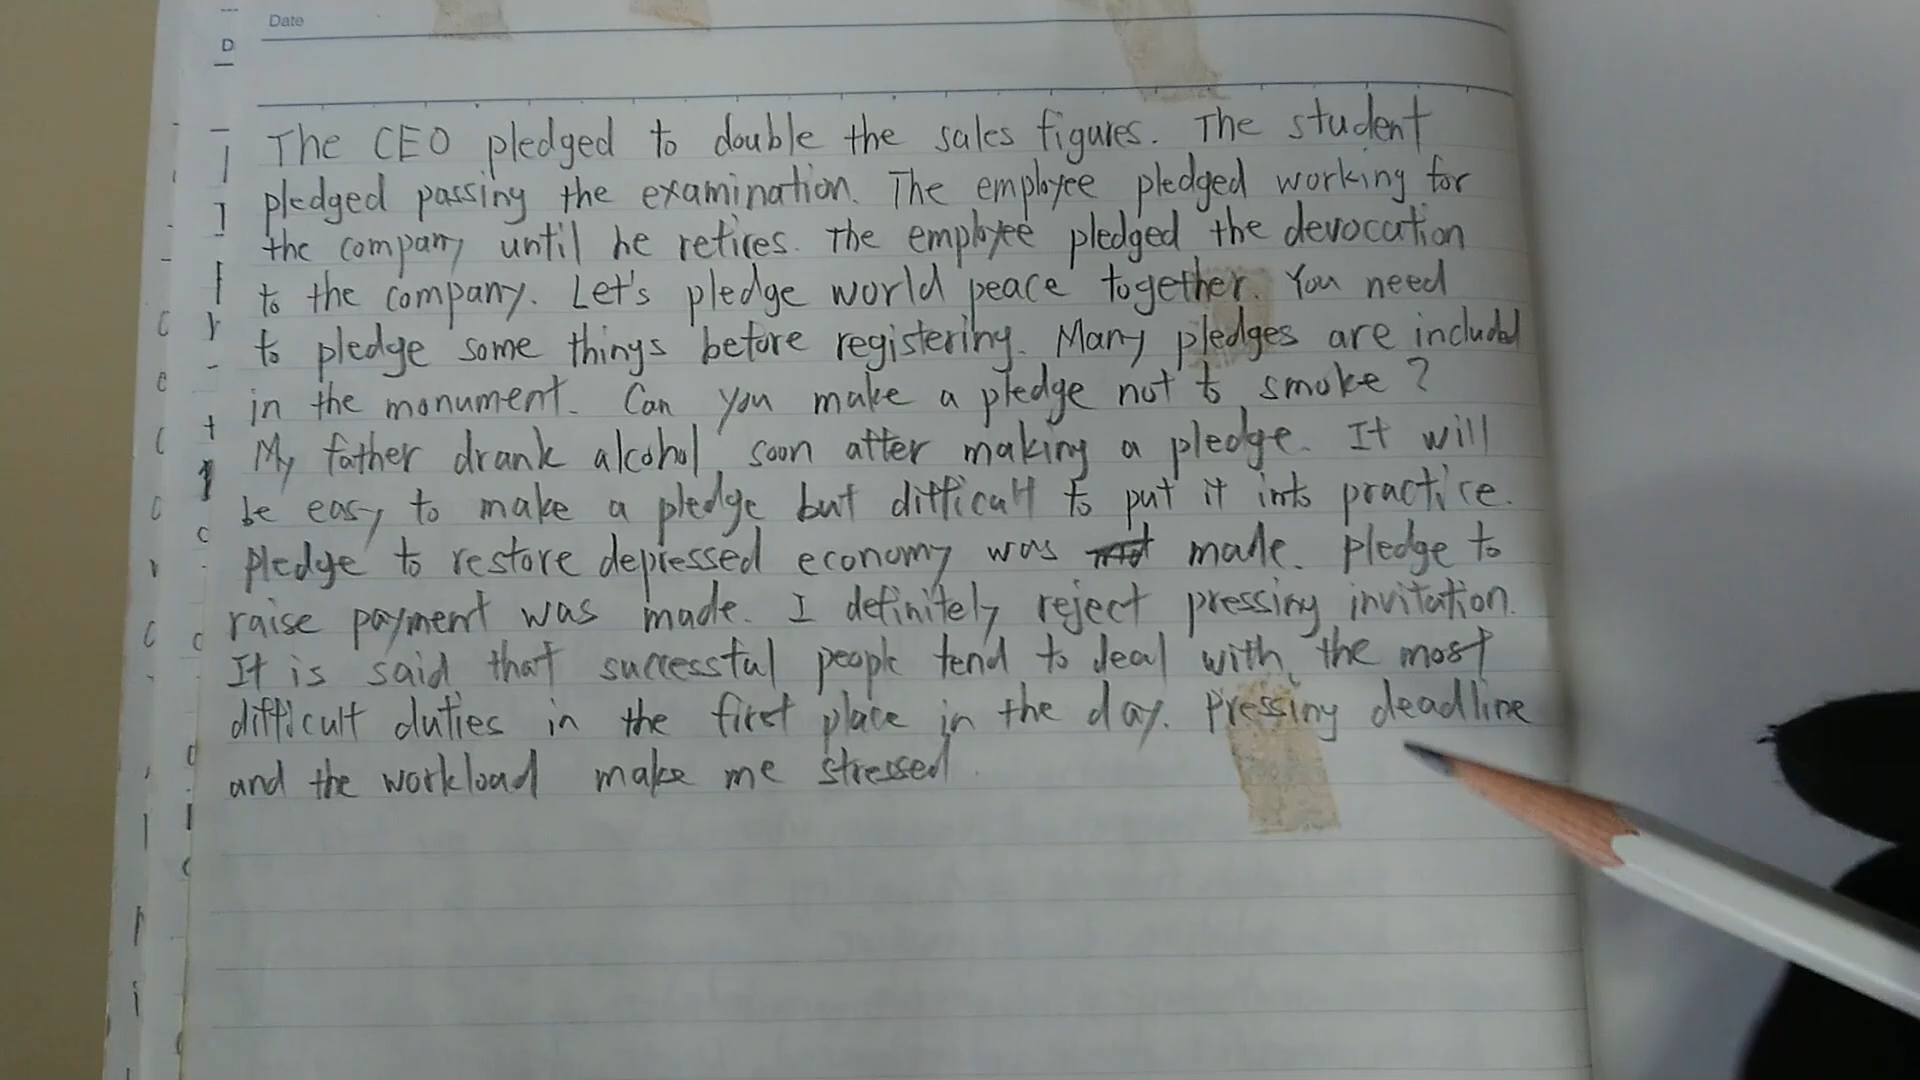 Date
D
The CEO pledged to double the sales figures. The student
pledged passing the examination. The employee pledged working for
the company until he retires. The employee pledged the devocation
to the company. Let's pledge world peace together. You need
to pledge some things before registering. Many pledges are included
in the monument. Can you make a pledge not to smoke?
My father drank alcohol soon after making a pledge. It will
be easy to make a pledge but difficult to put it into practice.
Pledge to restore depressed economy was made. Pledge to
raise payment was made. I definitely reject pressing invitation.
It is said that successful people tend to deal with the most
difficult duties in the first place in the day. Pressing deadline
and the workload make me stressed.